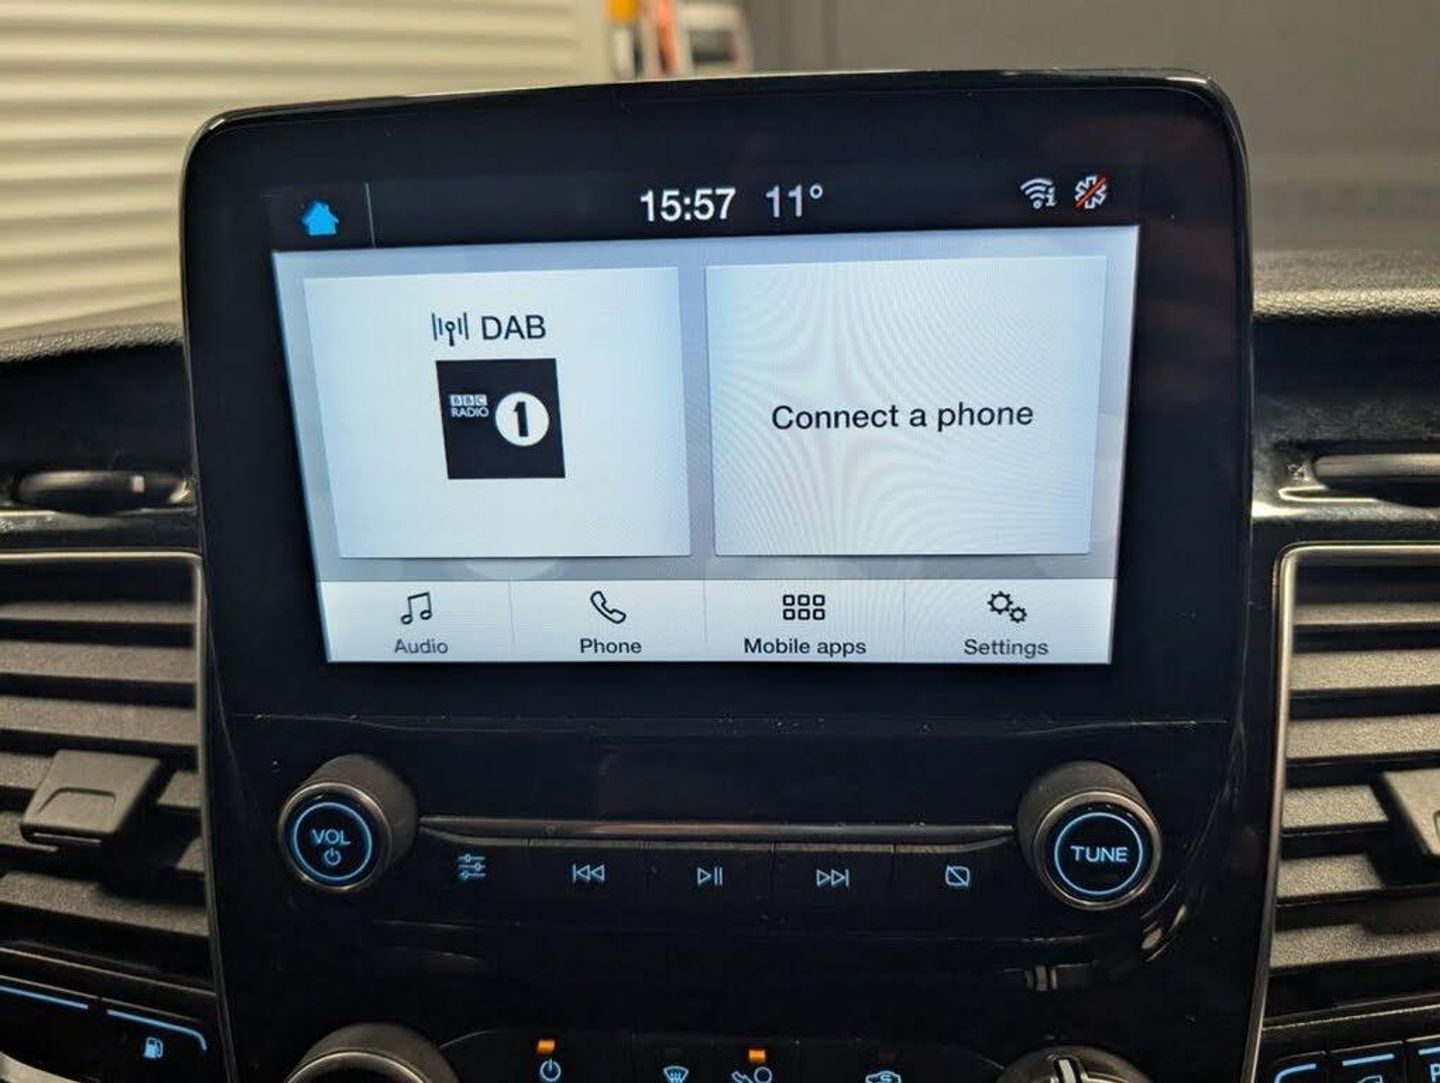 15:57 11°
DAB
BBC
RADIO 1
Connect a phone
Audio Phone Mobile apps Settings
VOL
TUNE